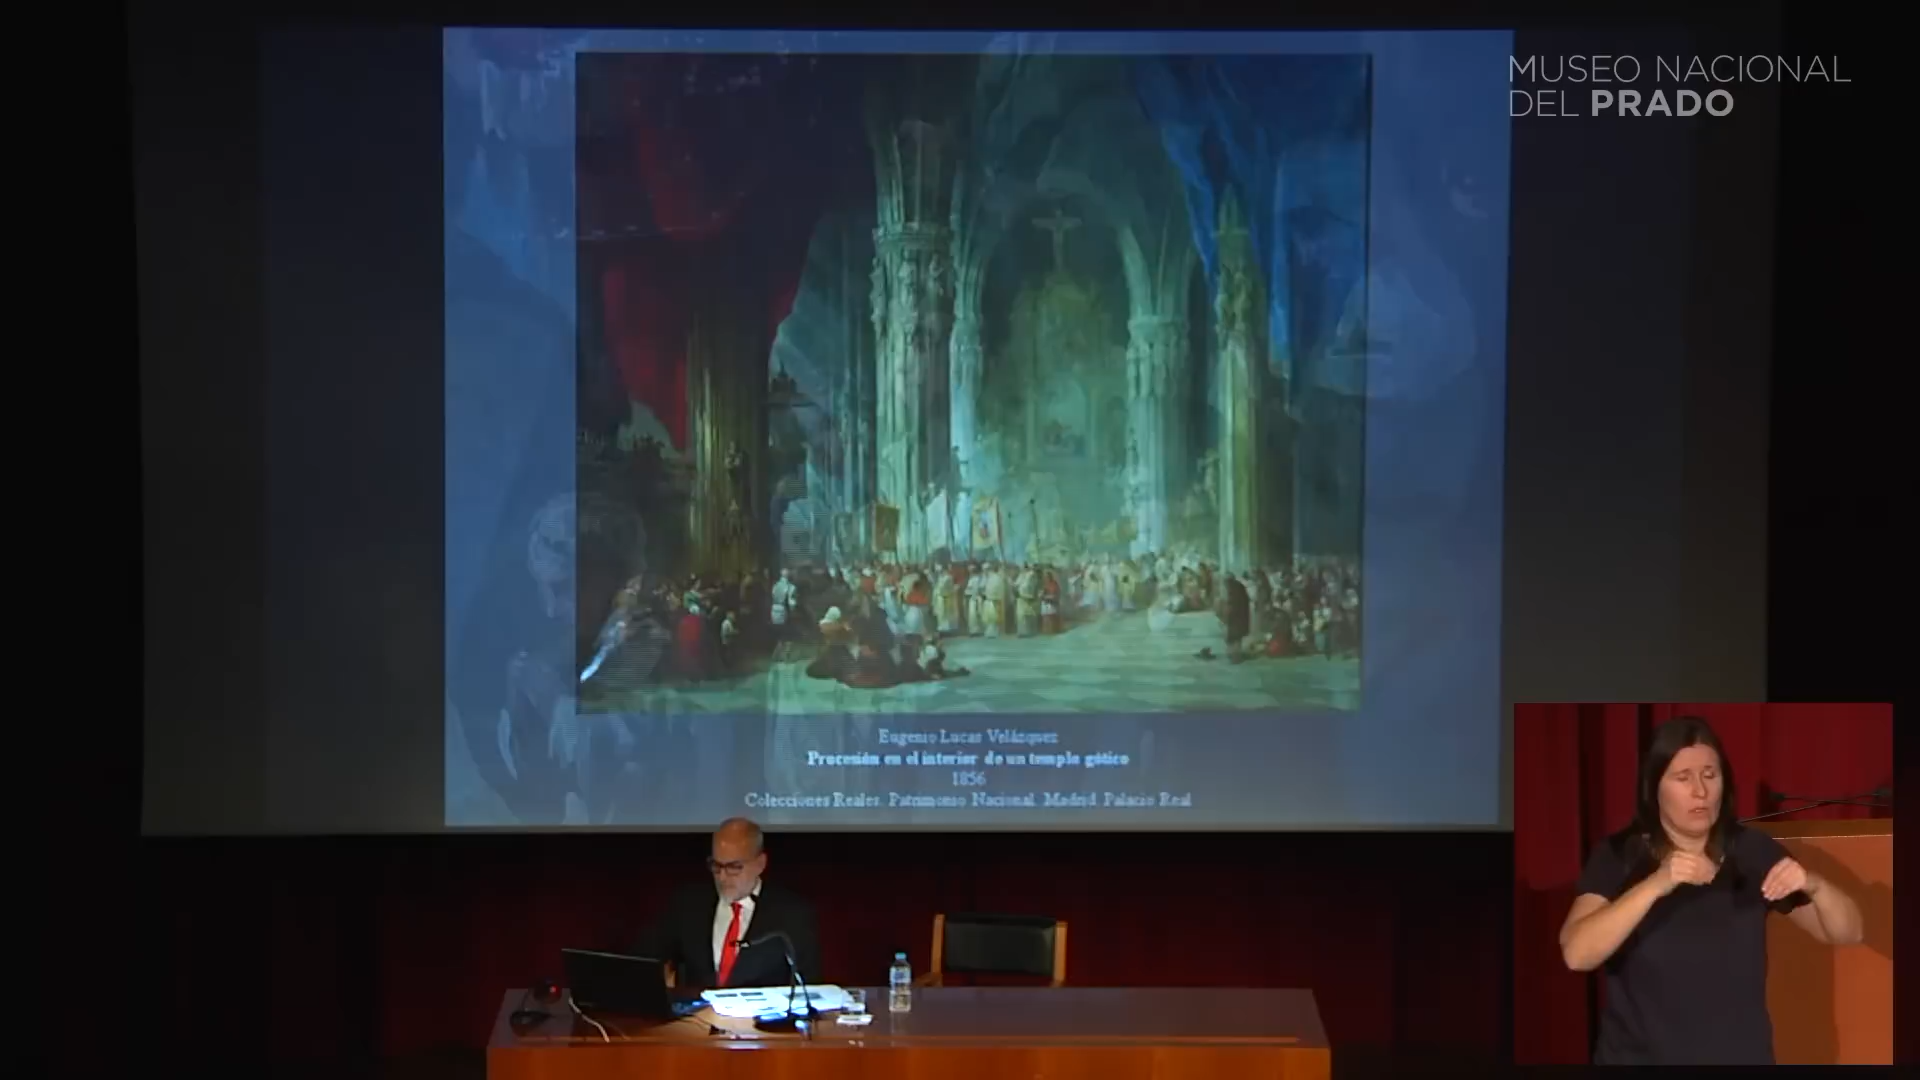 MUSEO NACIONAL
DEL PRADO
Eugenio Lucas Velázquez
Procesión en el interior de un templo gótico
1856
Colecciones Reales. Patrimonio Nacional. Madrid. Palacio Real